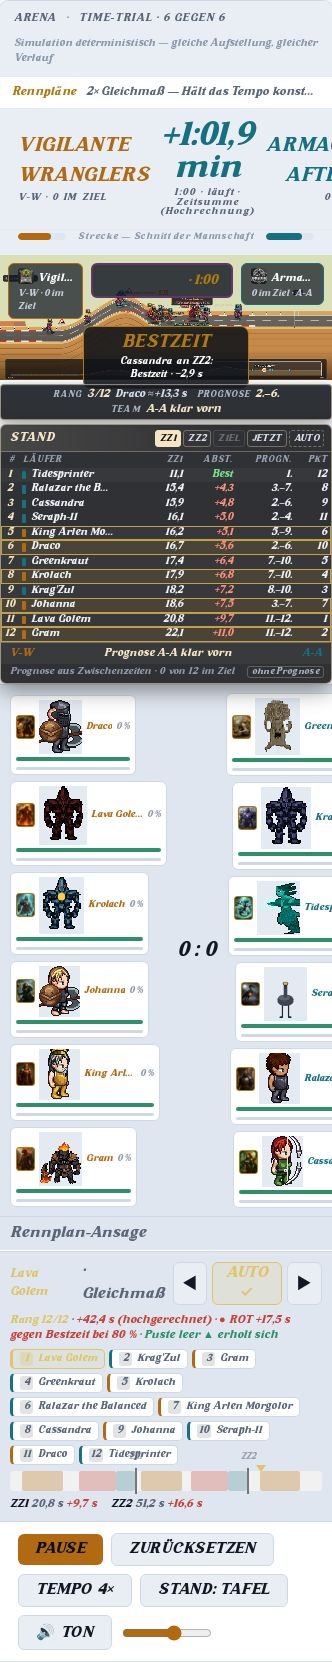 ARENA · TIME-TRIAL · 6 GEGEN 6
Simulation deterministisch — gleiche Aufstellung, gleicher
Verlauf
Rennpläne 2× Gleichmaß — Hält das Tempo konst...
VIGILANTE
WRANGLERS
V-W · 0 IM ZIEL
+1:01,9
min
1:00 · läuft ·
Zeitsumme
(Hochrechnung)
ARMA
AFTE
0
Strecke — Schnitt der Mannschaft
Vigil...
V-W · 0 im
Ziel
· 1:00
Arma...
0 im Ziel · A-A
BESTZEIT
Cassandra an ZZ2:
Bestzeit · −2,9 s
RANG 3/12 Draco ≈+13,3 s PROGNOSE 2.–6.
TEAM A-A klar vorn
STAND ZZ1 ZZ2 ZIEL JETZT AUTO
# LÄUFER ZZ1 ABST. PROGN. PKT
1 Tidesprinter 11,1 Best 1. 12
2 Ralazar the B... 15,4 +4,3 3.–7. 8
3 Cassandra 15,9 +4,8 2.–6. 9
4 Seraph-II 16,1 +5,0 2.–4. 11
5 King Arlen Mo... 16,2 +5,1 5.–9. 6
6 Draco 16,7 +5,6 2.–6. 10
7 Greenkraut 17,4 +6,4 7.–10. 5
8 Krolach 17,9 +6,8 7.–10. 4
9 Krag'Zul 18,2 +7,2 8.–10. 3
10 Johanna 18,6 +7,5 3.–7. 7
11 Lava Golem 20,8 +9,7 11.–12. 1
12 Gram 22,1 +11,0 11.–12. 2
V-W Prognose A-A klar vorn A-A
Prognose aus Zwischenzeiten · 0 von 12 im Ziel ohne Prognose
Draco 0%
Green
Lava Gole... 0%
Kra
Krolach 0%
Tidesp
0 : 0
Johanna 0%
Sera
King Arl... 0%
Ralaza
Gram 0%
Cassa
Rennplan-Ansage
Lava
Golem
·
Gleichmaß
◀
AUTO
✓
▶
Rang 12/12 · +42,4 s (hochgerechnet) · ● ROT +17,5 s
gegen Bestzeit bei 80 % · Puste leer ▲ erholt sich
1 Lava Golem 2 Krag'Zul 3 Gram
4 Greenkraut 5 Krolach
6 Ralazar the Balanced 7 King Arlen Morgolor
8 Cassandra 9 Johanna 10 Seraph-II
11 Draco 12 Tidesprinter
ZZ2
ZZ1 20,8 s +9,7 s ZZ2 51,2 s +16,6 s
PAUSE ZURÜCKSETZEN
TEMPO 4× STAND: TAFEL
🔊 TON